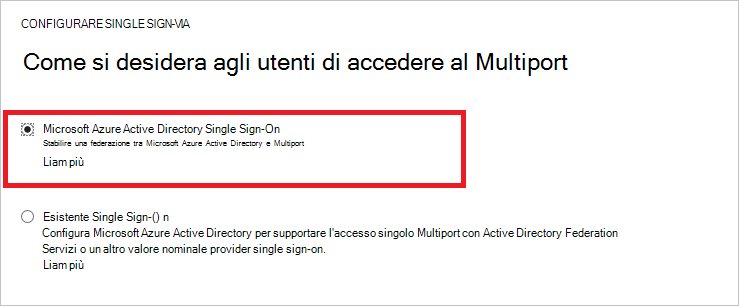 CONFIGURARE SINGLE SIGN-VIA
Come si desidera agli utenti di accedere al Multiport
Microsoft Azure Active Directory Single Sign-On
Stabilire una federazione tra Microsoft Azure Active Directory e Multiport
Liam più
Esistente Single Sign-() n
Configura Microsoft Azure Active Directory per supportare l'accesso singolo Multiport con Active Directory Federation
Servizi o un altro valore nominale provider single sign-on.
Liam più